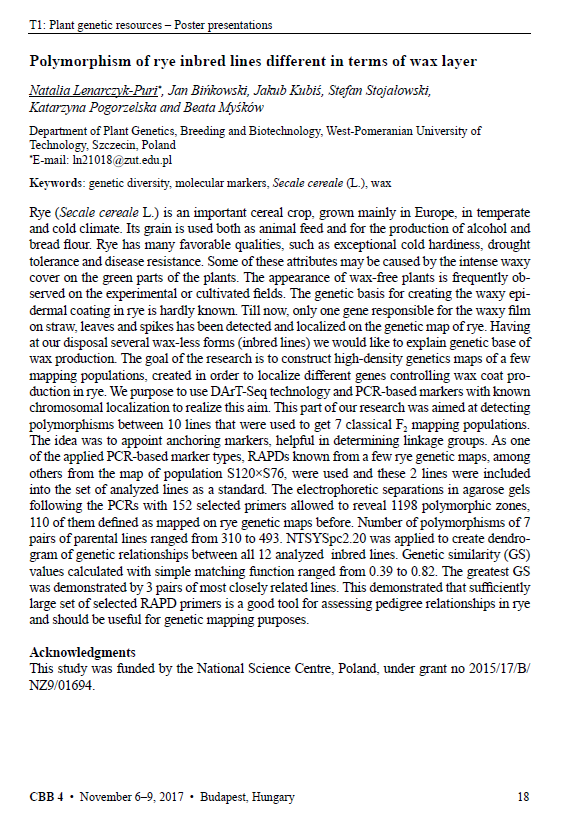 T1: Plant genetic resources – Poster presentations
Polymorphism of rye inbred lines different in terms of wax layer
Natalia Lenarczyk-Puri*, Jan Bińkowski, Jakub Kubiś, Stefan Stojałowski,
Katarzyna Pogorzelska and Beata Myśków
Department of Plant Genetics, Breeding and Biotechnology, West-Pomeranian University of
Technology, Szczecin, Poland
*E-mail: ln21018@zut.edu.pl
Keywords: genetic diversity, molecular markers, Secale cereale (L.), wax
Rye (Secale cereale L.) is an important cereal crop, grown mainly in Europe, in temperate
and cold climate. Its grain is used both as animal feed and for the production of alcohol and
bread flour. Rye has many favorable qualities, such as exceptional cold hardiness, drought
tolerance and disease resistance. Some of these attributes may be caused by the intense waxy
cover on the green parts of the plants. The appearance of wax-free plants is frequently ob-
served on the experimental or cultivated fields. The genetic basis for creating the waxy epi-
dermal coating in rye is hardly known. Till now, only one gene responsible for the waxy film
on straw, leaves and spikes has been detected and localized on the genetic map of rye. Having
at our disposal several wax-less forms (inbred lines) we would like to explain genetic base of
wax production. The goal of the research is to construct high-density genetics maps of a few
mapping populations, created in order to localize different genes controlling wax coat pro-
duction in rye. We purpose to use DArT-Seq technology and PCR-based markers with known
chromosomal localization to realize this aim. This part of our research was aimed at detecting
polymorphisms between 10 lines that were used to get 7 classical F₂ mapping populations.
The idea was to appoint anchoring markers, helpful in determining linkage groups. As one
of the applied PCR-based marker types, RAPDs known from a few rye genetic maps, among
others from the map of population S120×S76, were used and these 2 lines were included
into the set of analyzed lines as a standard. The electrophoretic separations in agarose gels
following the PCRs with 152 selected primers allowed to reveal 1198 polymorphic zones,
110 of them defined as mapped on rye genetic maps before. Number of polymorphisms of 7
pairs of parental lines ranged from 310 to 493. NTSYSpc2.20 was applied to create dendro-
gram of genetic relationships between all 12 analyzed inbred lines. Genetic similarity (GS)
values calculated with simple matching function ranged from 0.39 to 0.82. The greatest GS
was demonstrated by 3 pairs of most closely related lines. This demonstrated that sufficiently
large set of selected RAPD primers is a good tool for assessing pedigree relationships in rye
and should be useful for genetic mapping purposes.
Acknowledgments
This study was funded by the National Science Centre, Poland, under grant no 2015/17/B/
NZ9/01694.
CBB 4 • November 6–9, 2017 • Budapest, Hungary 18